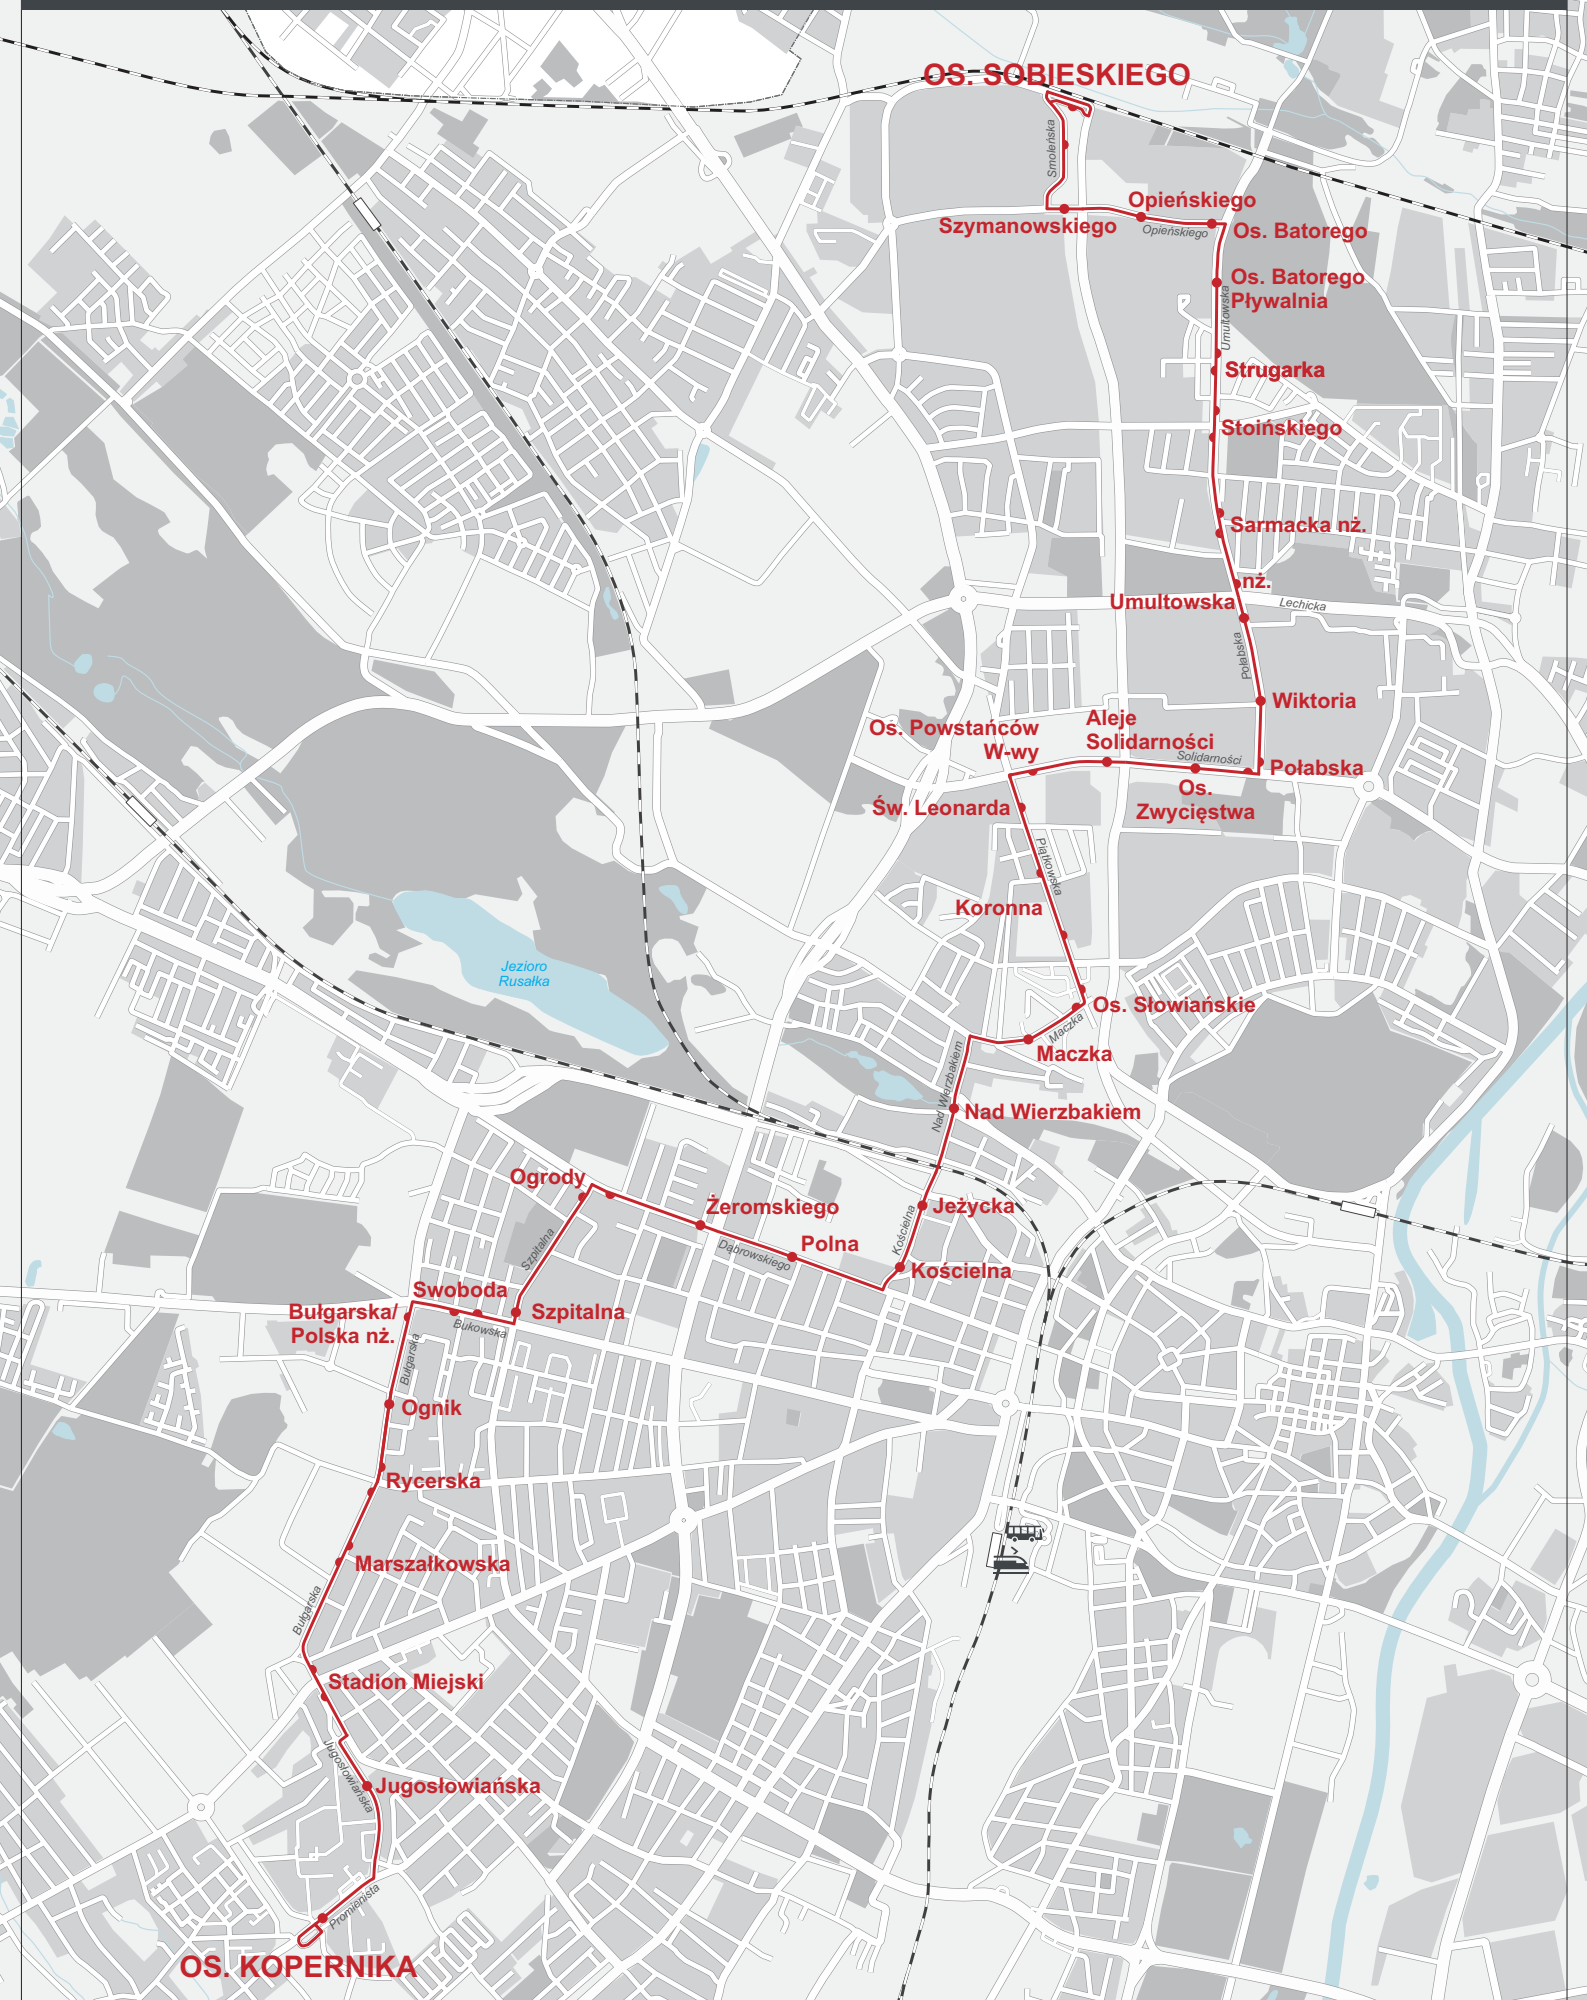 OS. SOBIESKIEGO
Smoleńska
Opieńskiego
Szymanowskiego
Opieńskiego
Os. Batorego
Os. Batorego
Pływalnia
Umultowska
Strugarka
Stoińskiego
Sarmacka nż.
nż.
Umultowska
Lechicka
Połabska
Wiktoria
Os. Powstańców
W-wy
Aleje
Solidarności
Solidarności
Połabska
Os.
Zwycięstwa
Św. Leonarda
Piątkowska
Koronna
Jezioro
Rusałka
Os. Słowiańskie
Maczka
Maczka
Nad Wierzbakiem
Nad Wierzbakiem
Ogrody
Żeromskiego
Jeżycka
Kościelna
Szpitalna
Dąbrowskiego
Polna
Kościelna
Swoboda
Bułgarska/
Polska nż.
Szpitalna
Bukowska
Bułgarska
Ognik
Rycerska
Marszałkowska
Bułgarska
Stadion Miejski
Jugosłowiańska
Jugosłowiańska
Promienista
OS. KOPERNIKA